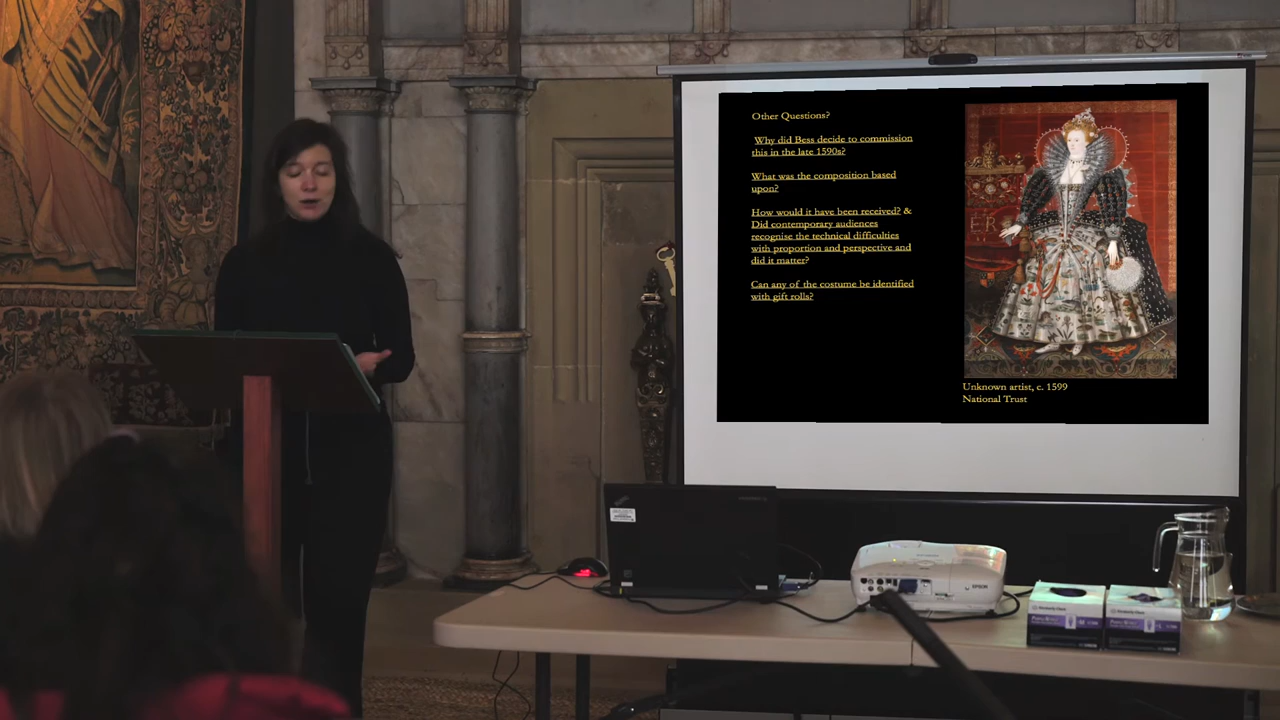 Other Questions?
Why did Bess decide to commission
this in the late 1590s?
What was the composition based
upon?
How would it have been received? &
Did contemporary audiences
recognise the technical difficulties
with proportion and perspective and
did it matter?
Can any of the costume be identified
with gift rolls?
E R
Unknown artist, c. 1599
National Trust
EPSON